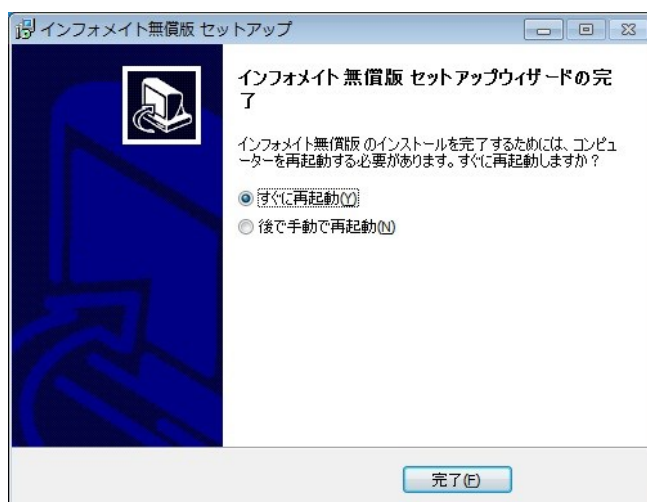 インフォメイト無償版 セットアップ
インフォメイト 無償版 セットアップウィザードの完
了
インフォメイト無償版 のインストールを完了するためには、コンピュ
ーターを再起動する必要があります。すぐに再起動しますか？
すぐに再起動(Y)
後で手動で再起動(N)
完了(F)